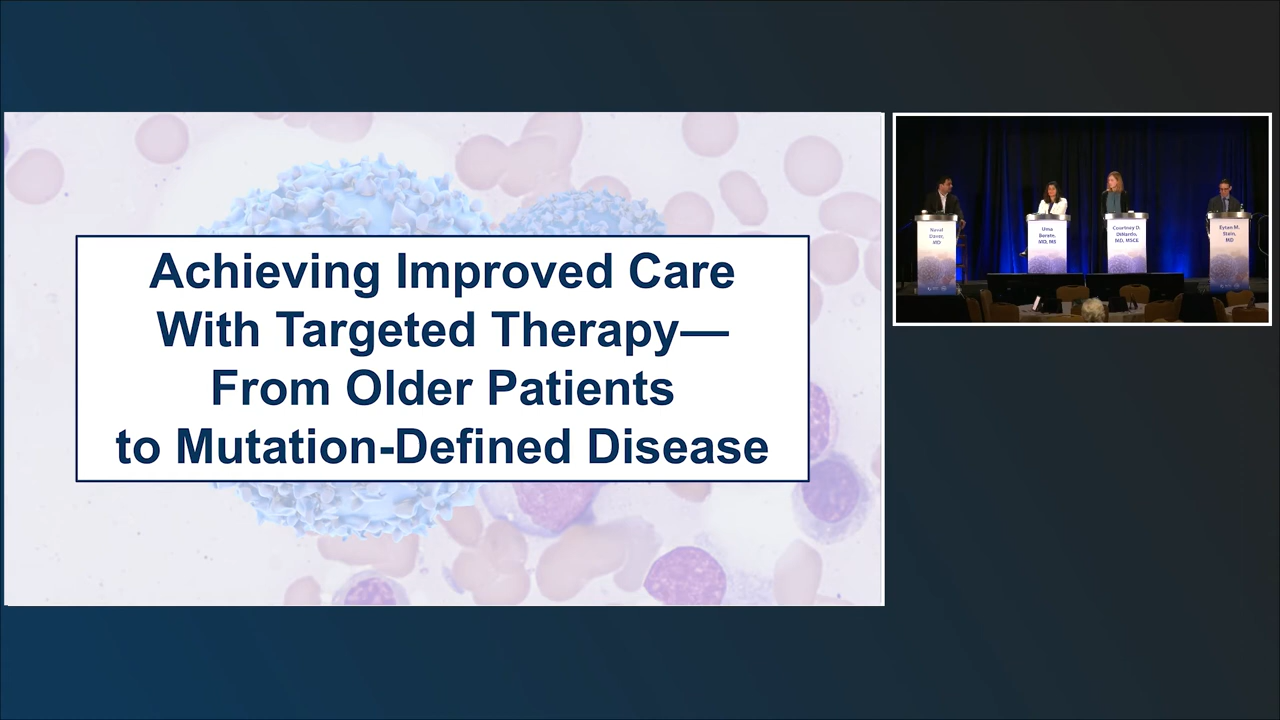 Achieving Improved Care
With Targeted Therapy—
From Older Patients
to Mutation-Defined Disease
Naval
Daver,
MD
Uma
Borate,
MD, MS
Courtney D.
DiNardo,
MD, MSCE
Eytan M.
Stein,
MD